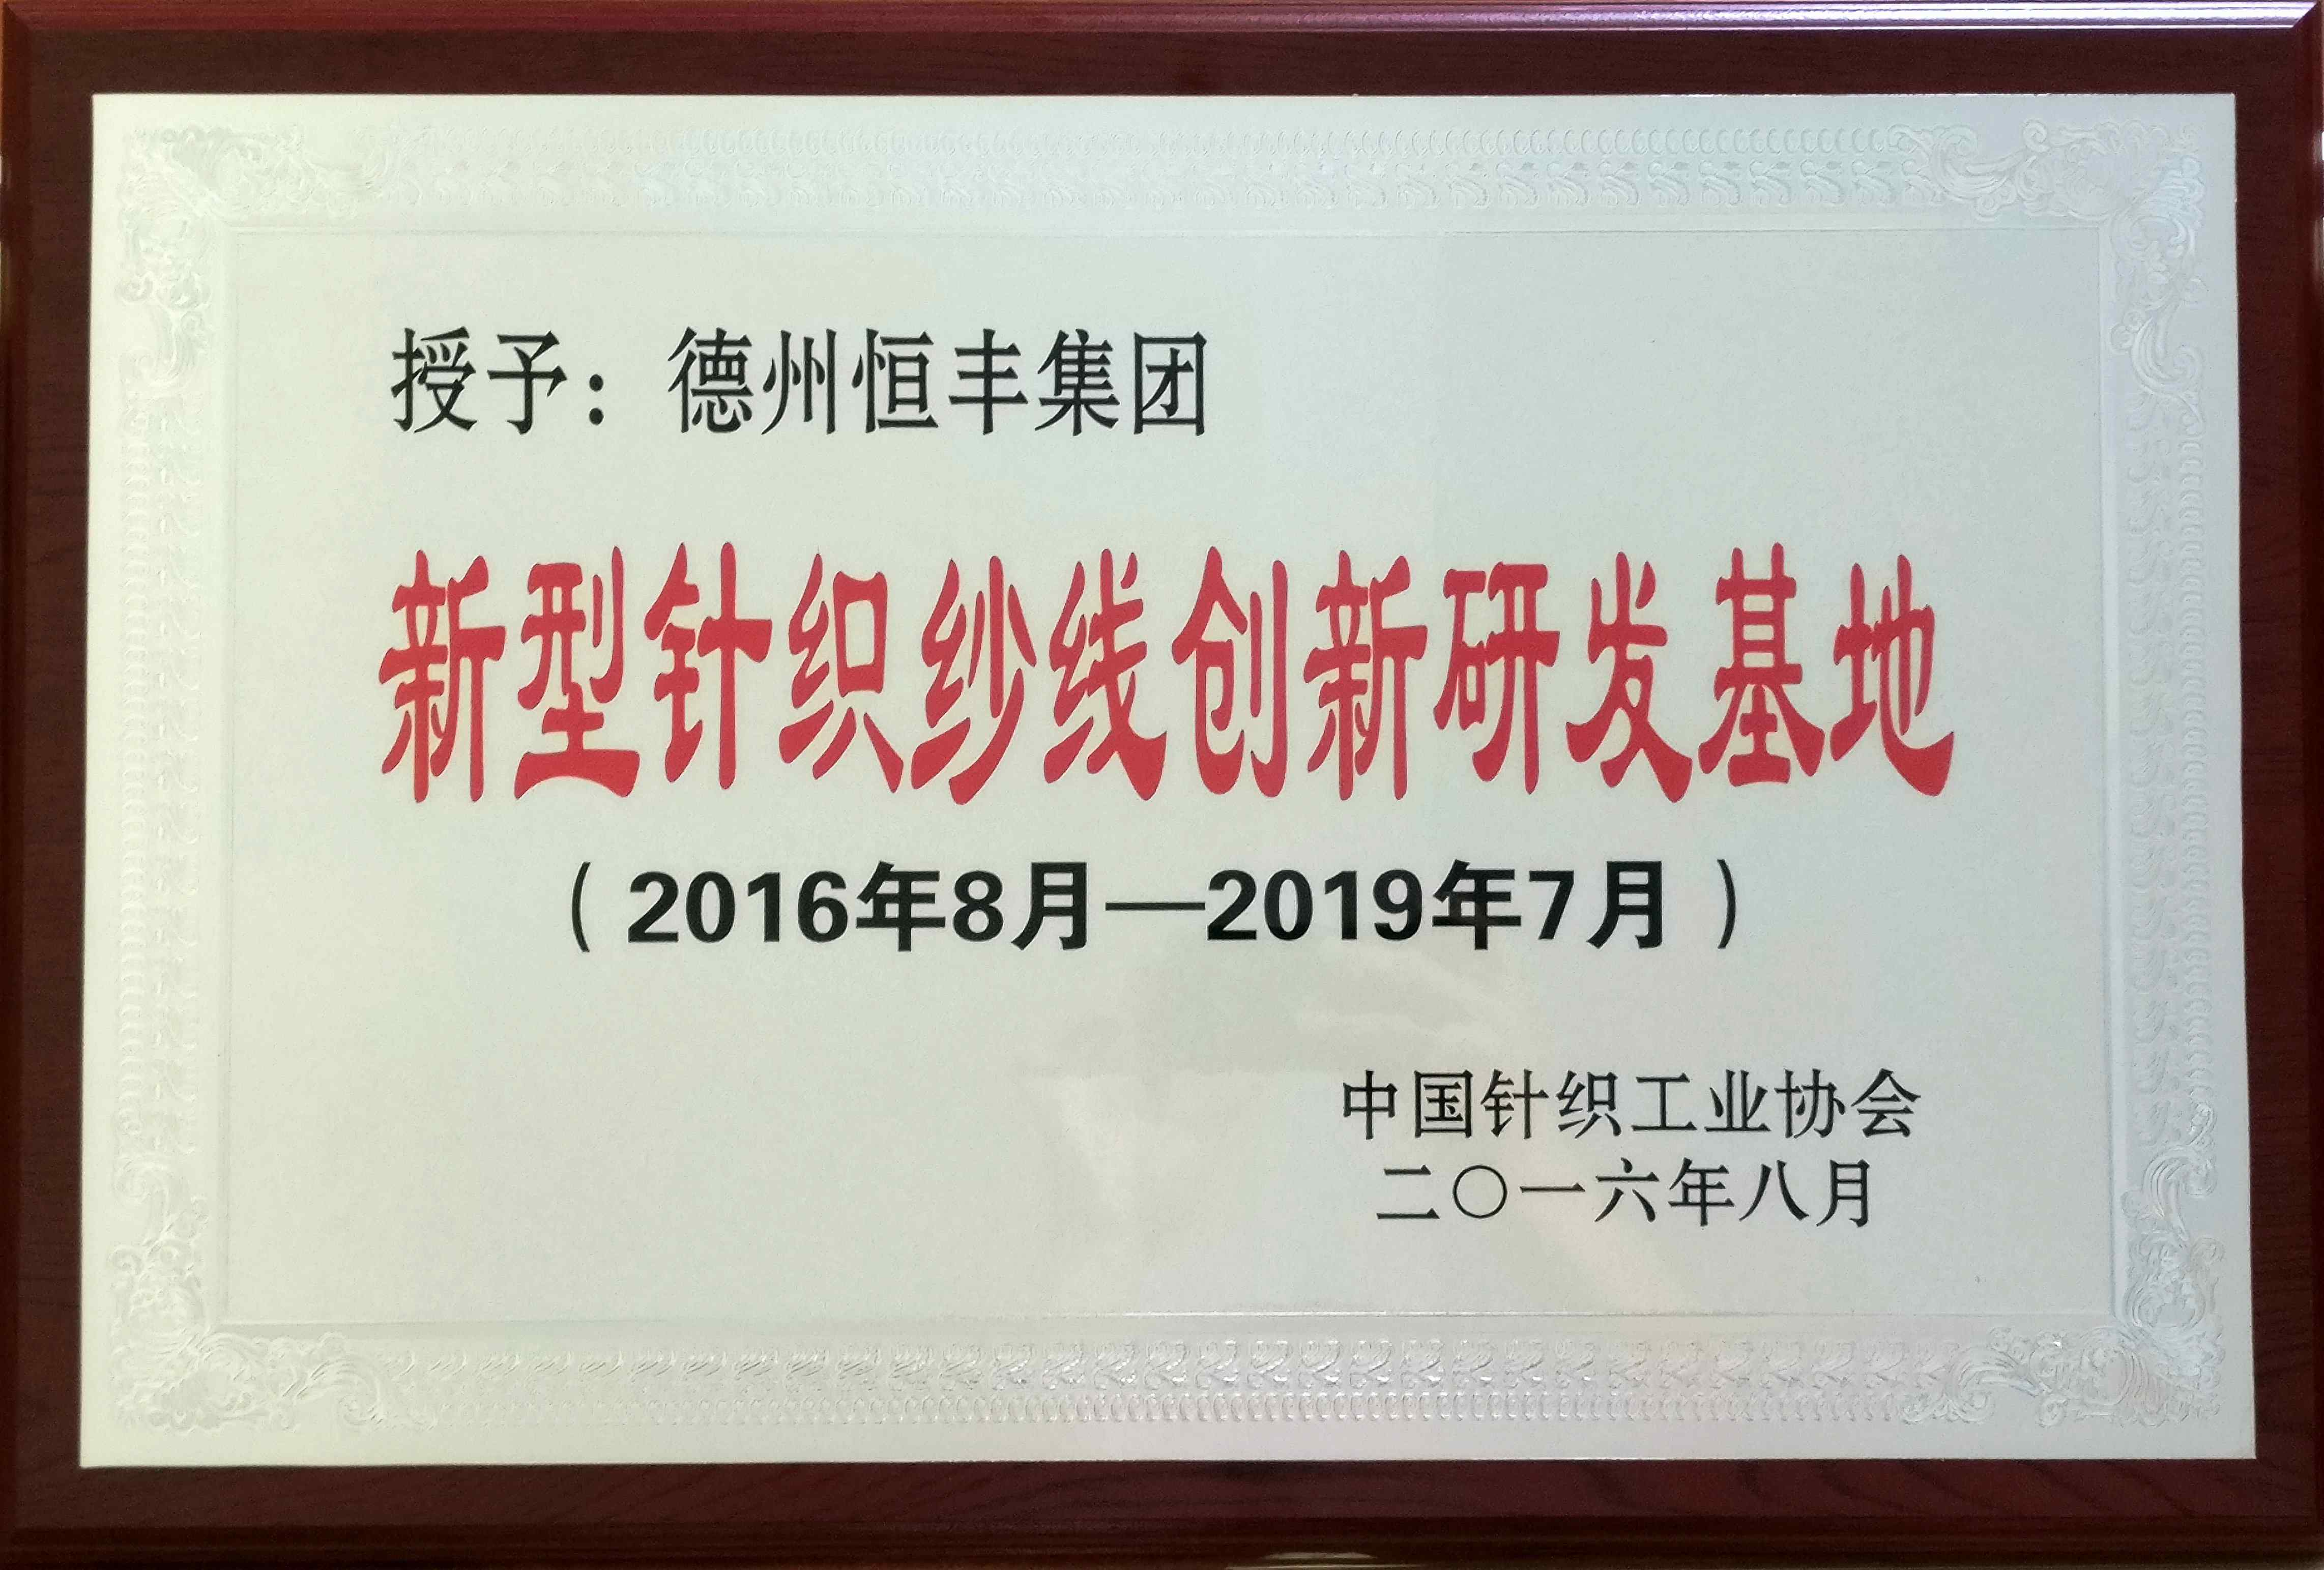 授予：德州恒丰集团
新型针织纱线创新研发基地
（2016年8月—2019年7月）
中国针织工业协会
二〇一六年八月